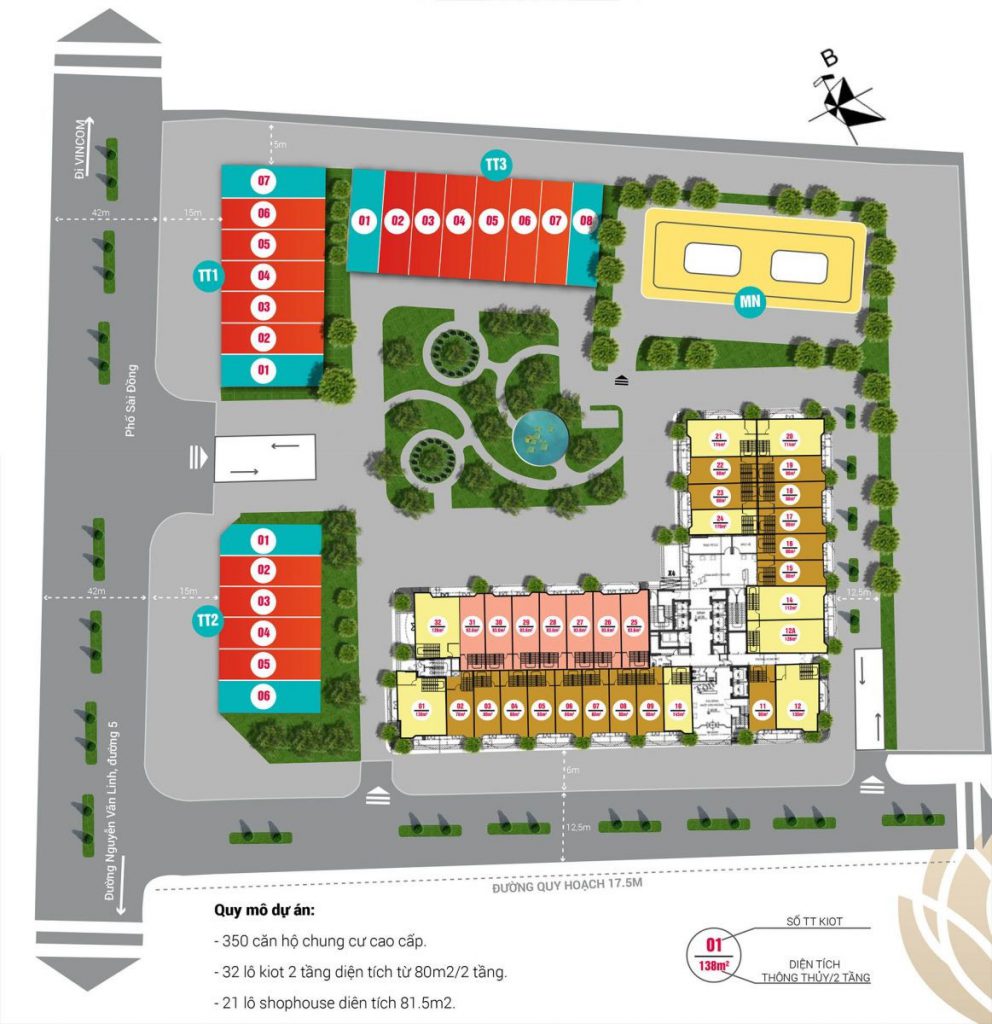 B
Đi VINCOM
5m
42m
15m
TT3
07
06
05
04
03
02
01
TT1
01
02
03
04
05
06
07
08
MN
Phố Sài Đồng
21
20
22
19
23
18
24
17
16
15
14
112m²
12A
42m
15m
TT2
01
02
03
04
05
06
12,5m
32
31
30
29
28
27
26
25
01
138m²
02
03
04
05
06
07
08
09
10
11
12
6m
12,5m
Đường Nguyễn Văn Linh, đường 5
ĐƯỜNG QUY HOẠCH 17.5M
Quy mô dự án:
- 350 căn hộ chung cư cao cấp.
- 32 lô kiot 2 tầng diện tích từ 80m2/2 tầng.
- 21 lô shophouse diên tích 81.5m2.
01
138m²
SỐ TT KIOT
DIỆN TÍCH
THÔNG THỦY/2 TẦNG